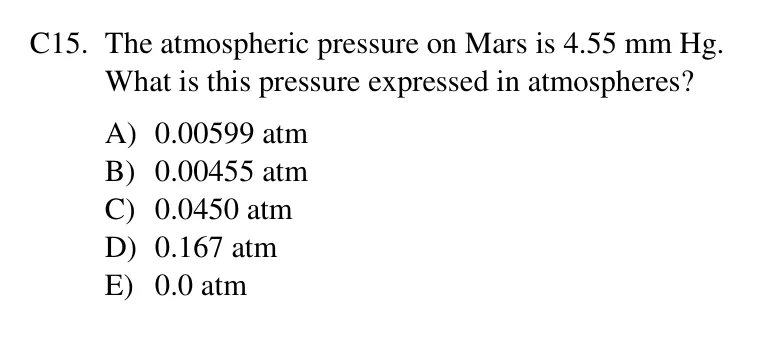 C15. The atmospheric pressure on Mars is 4.55 mm Hg.
What is this pressure expressed in atmospheres?
A) 0.00599 atm
B) 0.00455 atm
C) 0.0450 atm
D) 0.167 atm
E) 0.0 atm